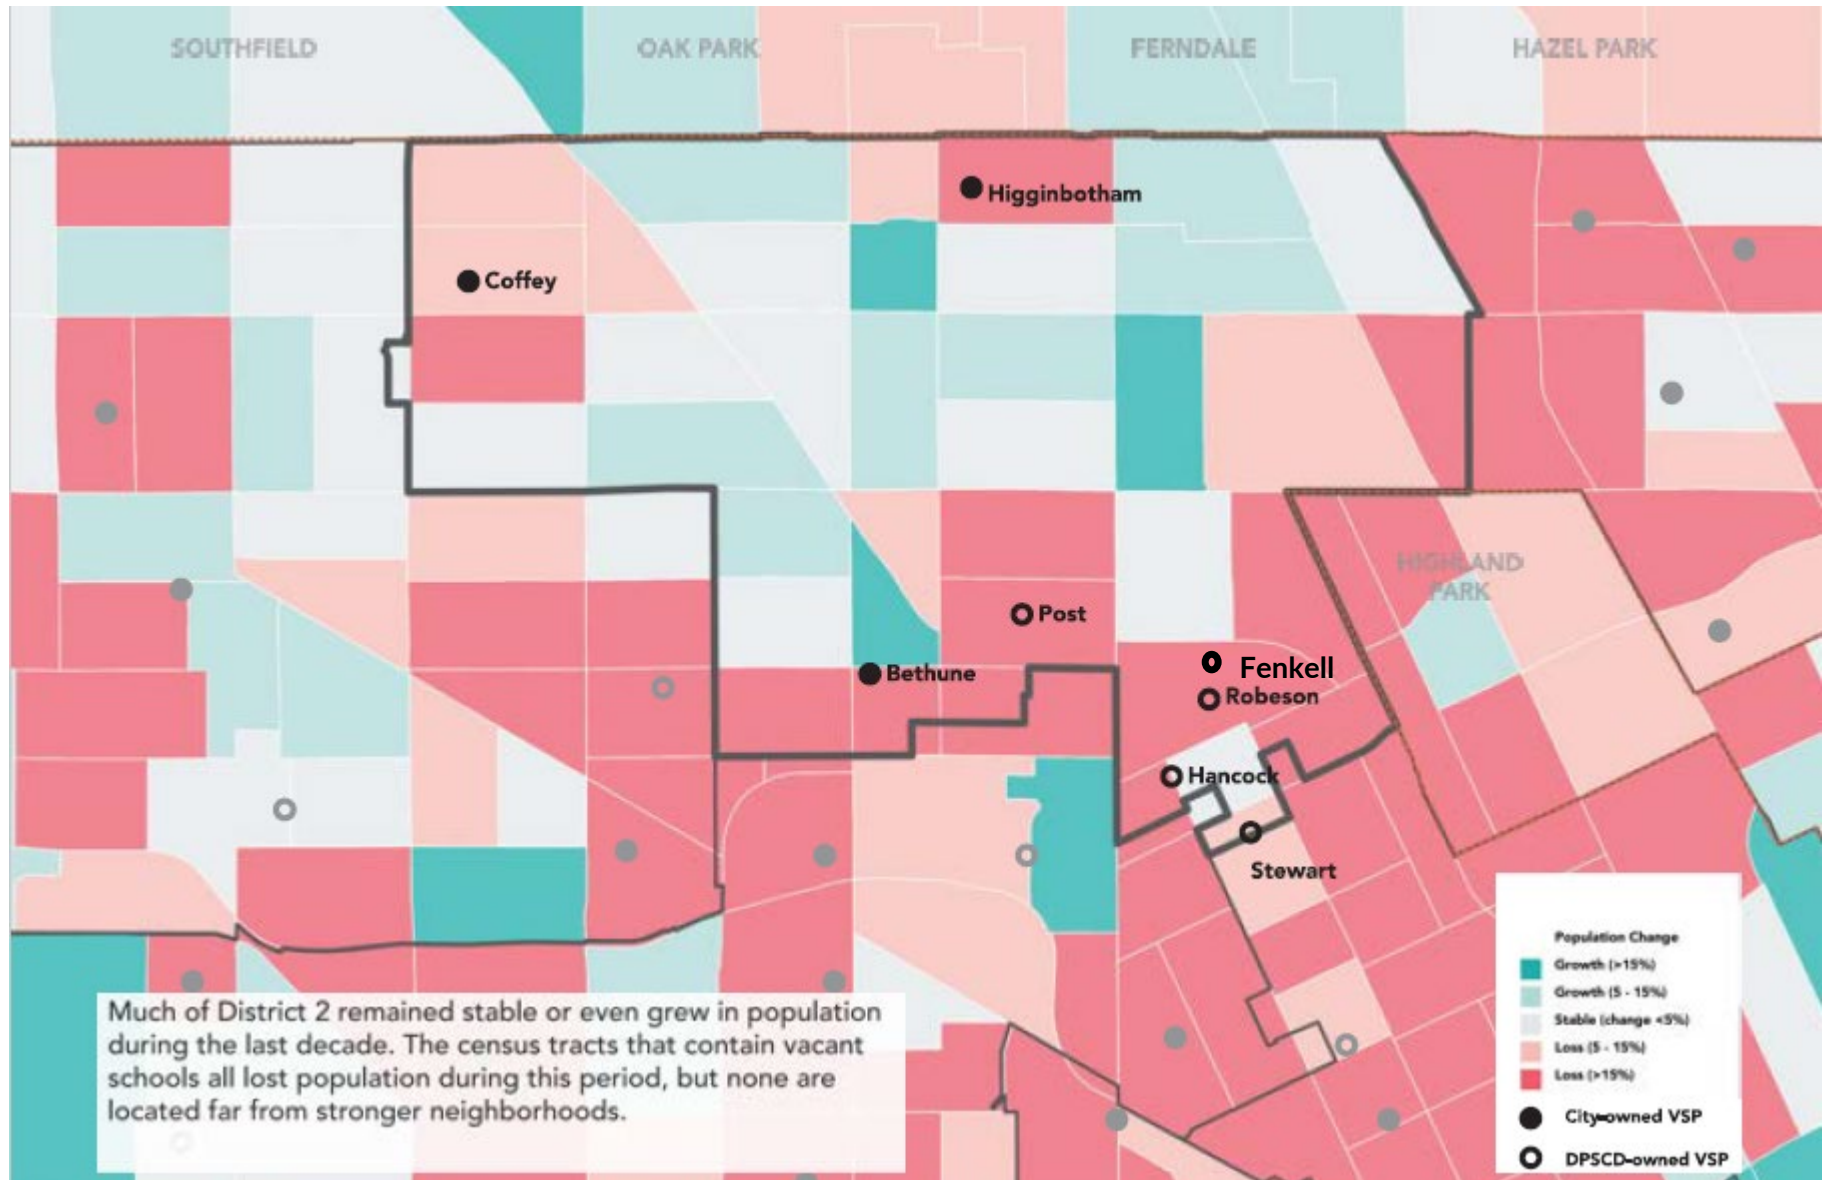 SOUTHFIELD
OAK PARK
FERNDALE
HAZEL PARK
Higginbotham
Coffey
HIGHLAND
PARK
Post
Fenkell
Bethune
Robeson
Hancock
Stewart
Population Change
Growth (>15%)
Growth (5 - 15%)
Stable (change <5%)
Loss (5 - 15%)
Loss (>15%)
City-owned VSP
DPSCD-owned VSP
Much of District 2 remained stable or even grew in population
during the last decade. The census tracts that contain vacant
schools all lost population during this period, but none are
located far from stronger neighborhoods.